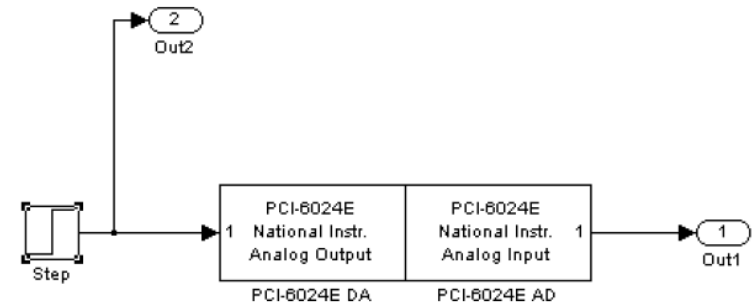 2
Out2
Step
1
PCI-6024E
National Instr.
Analog Output
PCI-6024E DA
PCI-6024E
National Instr.
Analog Input
1
PCI-6024E AD
1
Out1